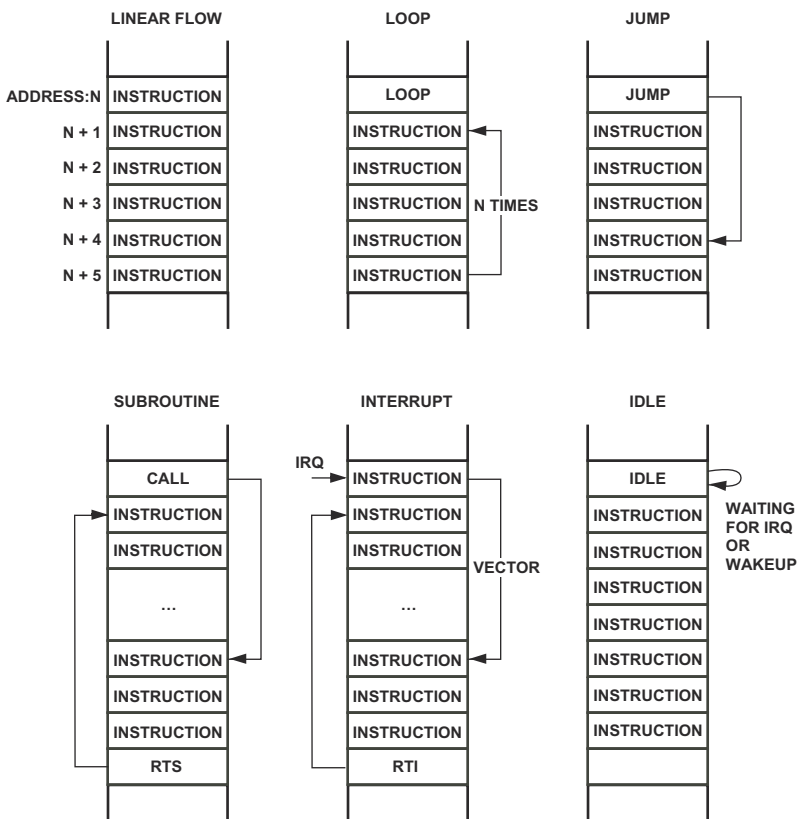 LINEAR FLOW
ADDRESS:N INSTRUCTION
N + 1 INSTRUCTION
N + 2 INSTRUCTION
N + 3 INSTRUCTION
N + 4 INSTRUCTION
N + 5 INSTRUCTION
LOOP
LOOP
INSTRUCTION
INSTRUCTION
INSTRUCTION
INSTRUCTION
INSTRUCTION
N TIMES
JUMP
JUMP
INSTRUCTION
INSTRUCTION
INSTRUCTION
INSTRUCTION
INSTRUCTION
SUBROUTINE
CALL
INSTRUCTION
INSTRUCTION
...
INSTRUCTION
INSTRUCTION
INSTRUCTION
RTS
INTERRUPT
IRQ
INSTRUCTION
INSTRUCTION
INSTRUCTION
VECTOR
...
INSTRUCTION
INSTRUCTION
INSTRUCTION
RTI
IDLE
IDLE
WAITING
FOR IRQ
OR
WAKEUP
INSTRUCTION
INSTRUCTION
INSTRUCTION
INSTRUCTION
INSTRUCTION
INSTRUCTION
INSTRUCTION